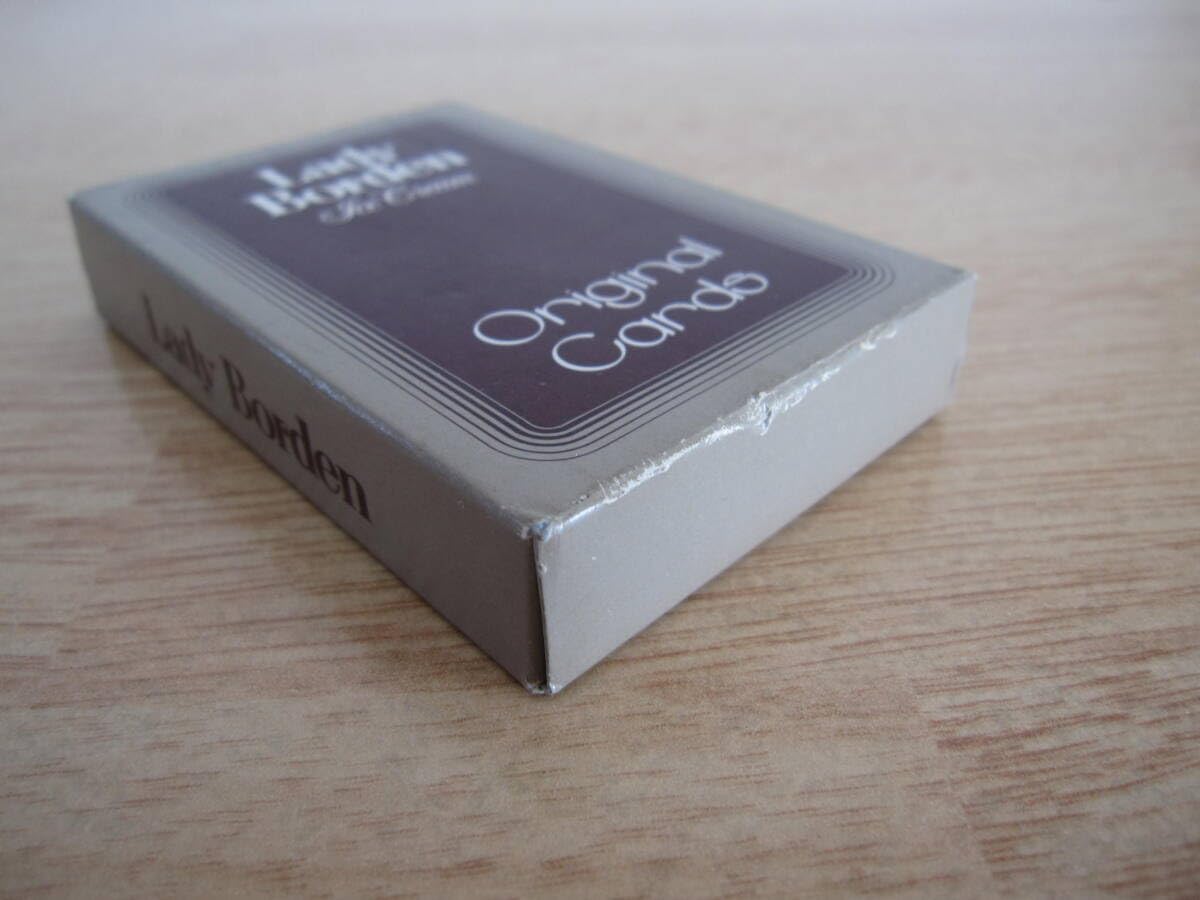 Lady
Borden
Ice Cream
Original
Cards
Lady Borden